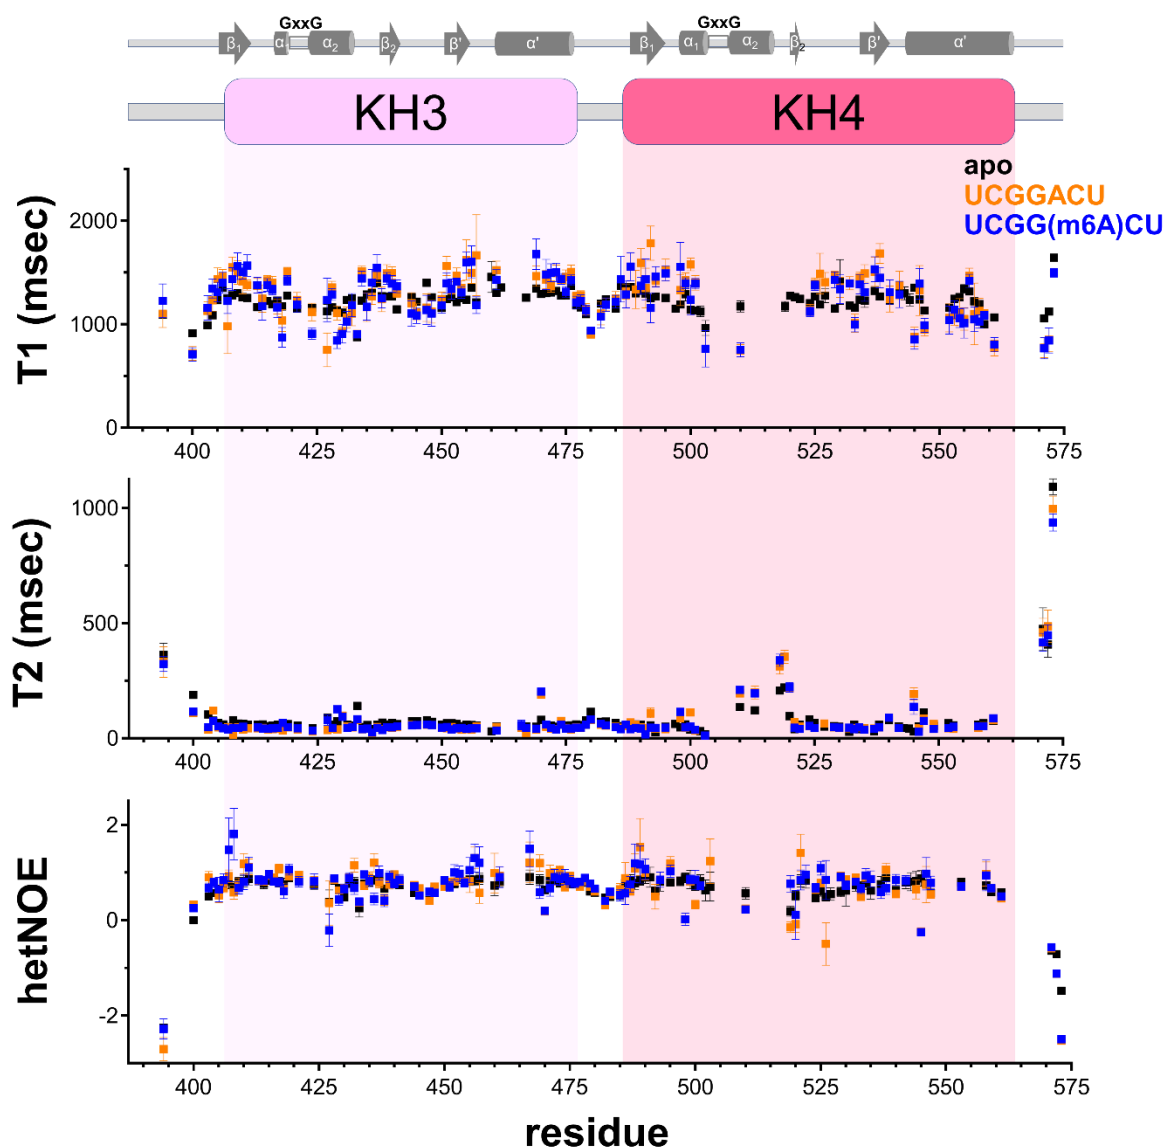 GxxG GxxG
β1 α α2 β2 β' α' β1 α1 α2 β2 β' α'
KH3 KH4
apo
UCGGACU
UCGG(m6A)CU
T1 (msec)
2000
1000
0
400 425 450 475 500 525 550 575
T2 (msec)
1000
500
0
400 425 450 475 500 525 550 575
hetNOE
2
0
-2
400 425 450 475 500 525 550 575
residue